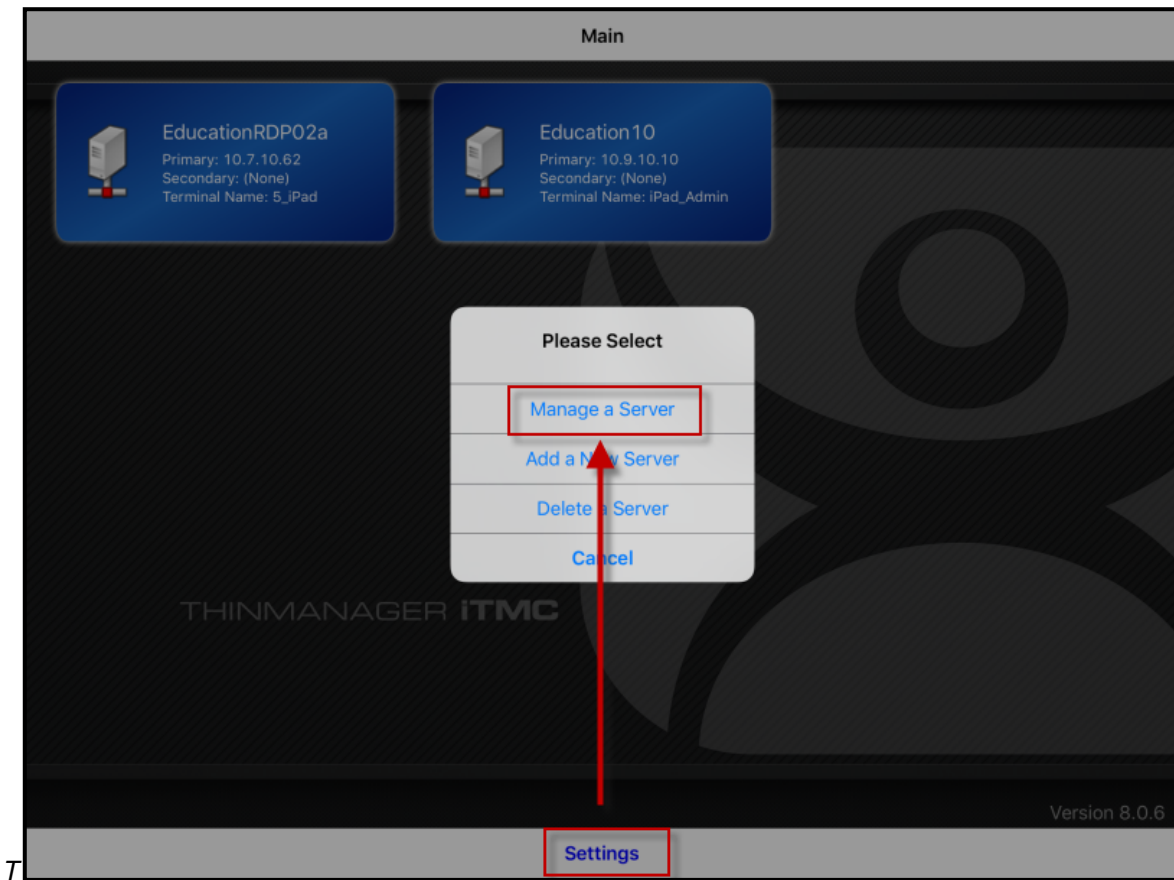 Main
EducationRDP02a
Primary: 10.7.10.62
Secondary: (None)
Terminal Name: 5_iPad
Education10
Primary: 10.9.10.10
Secondary: (None)
Terminal Name: iPad_Admin
Please Select
Manage a Server
Add a New Server
Delete a Server
Cancel
THINMANAGER iTMC
Version 8.0.6
Settings
T